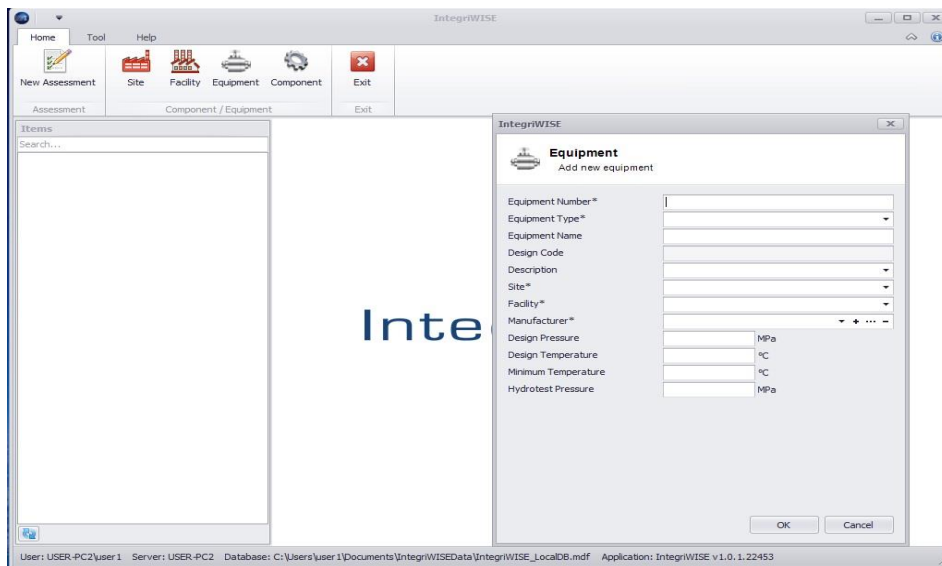 IntegriWISE
Home Tool Help
New Assessment Site Facility Equipment Component Exit
Assessment Component / Equipment Exit
Items
Search...
Inte
IntegriWISE
Equipment
Add new equipment
Equipment Number*
Equipment Type*
Equipment Name
Design Code
Description
Site*
Facility*
Manufacturer*
Design Pressure MPa
Design Temperature ºC
Minimum Temperature ºC
Hydrotest Pressure MPa
OK Cancel
User: USER-PC2\user1 Server: USER-PC2 Database: C:\Users\user1\Documents\IntegriWISEData\IntegriWISE_LocalDB.mdf Application: IntegriWISE v1.0.1.22453